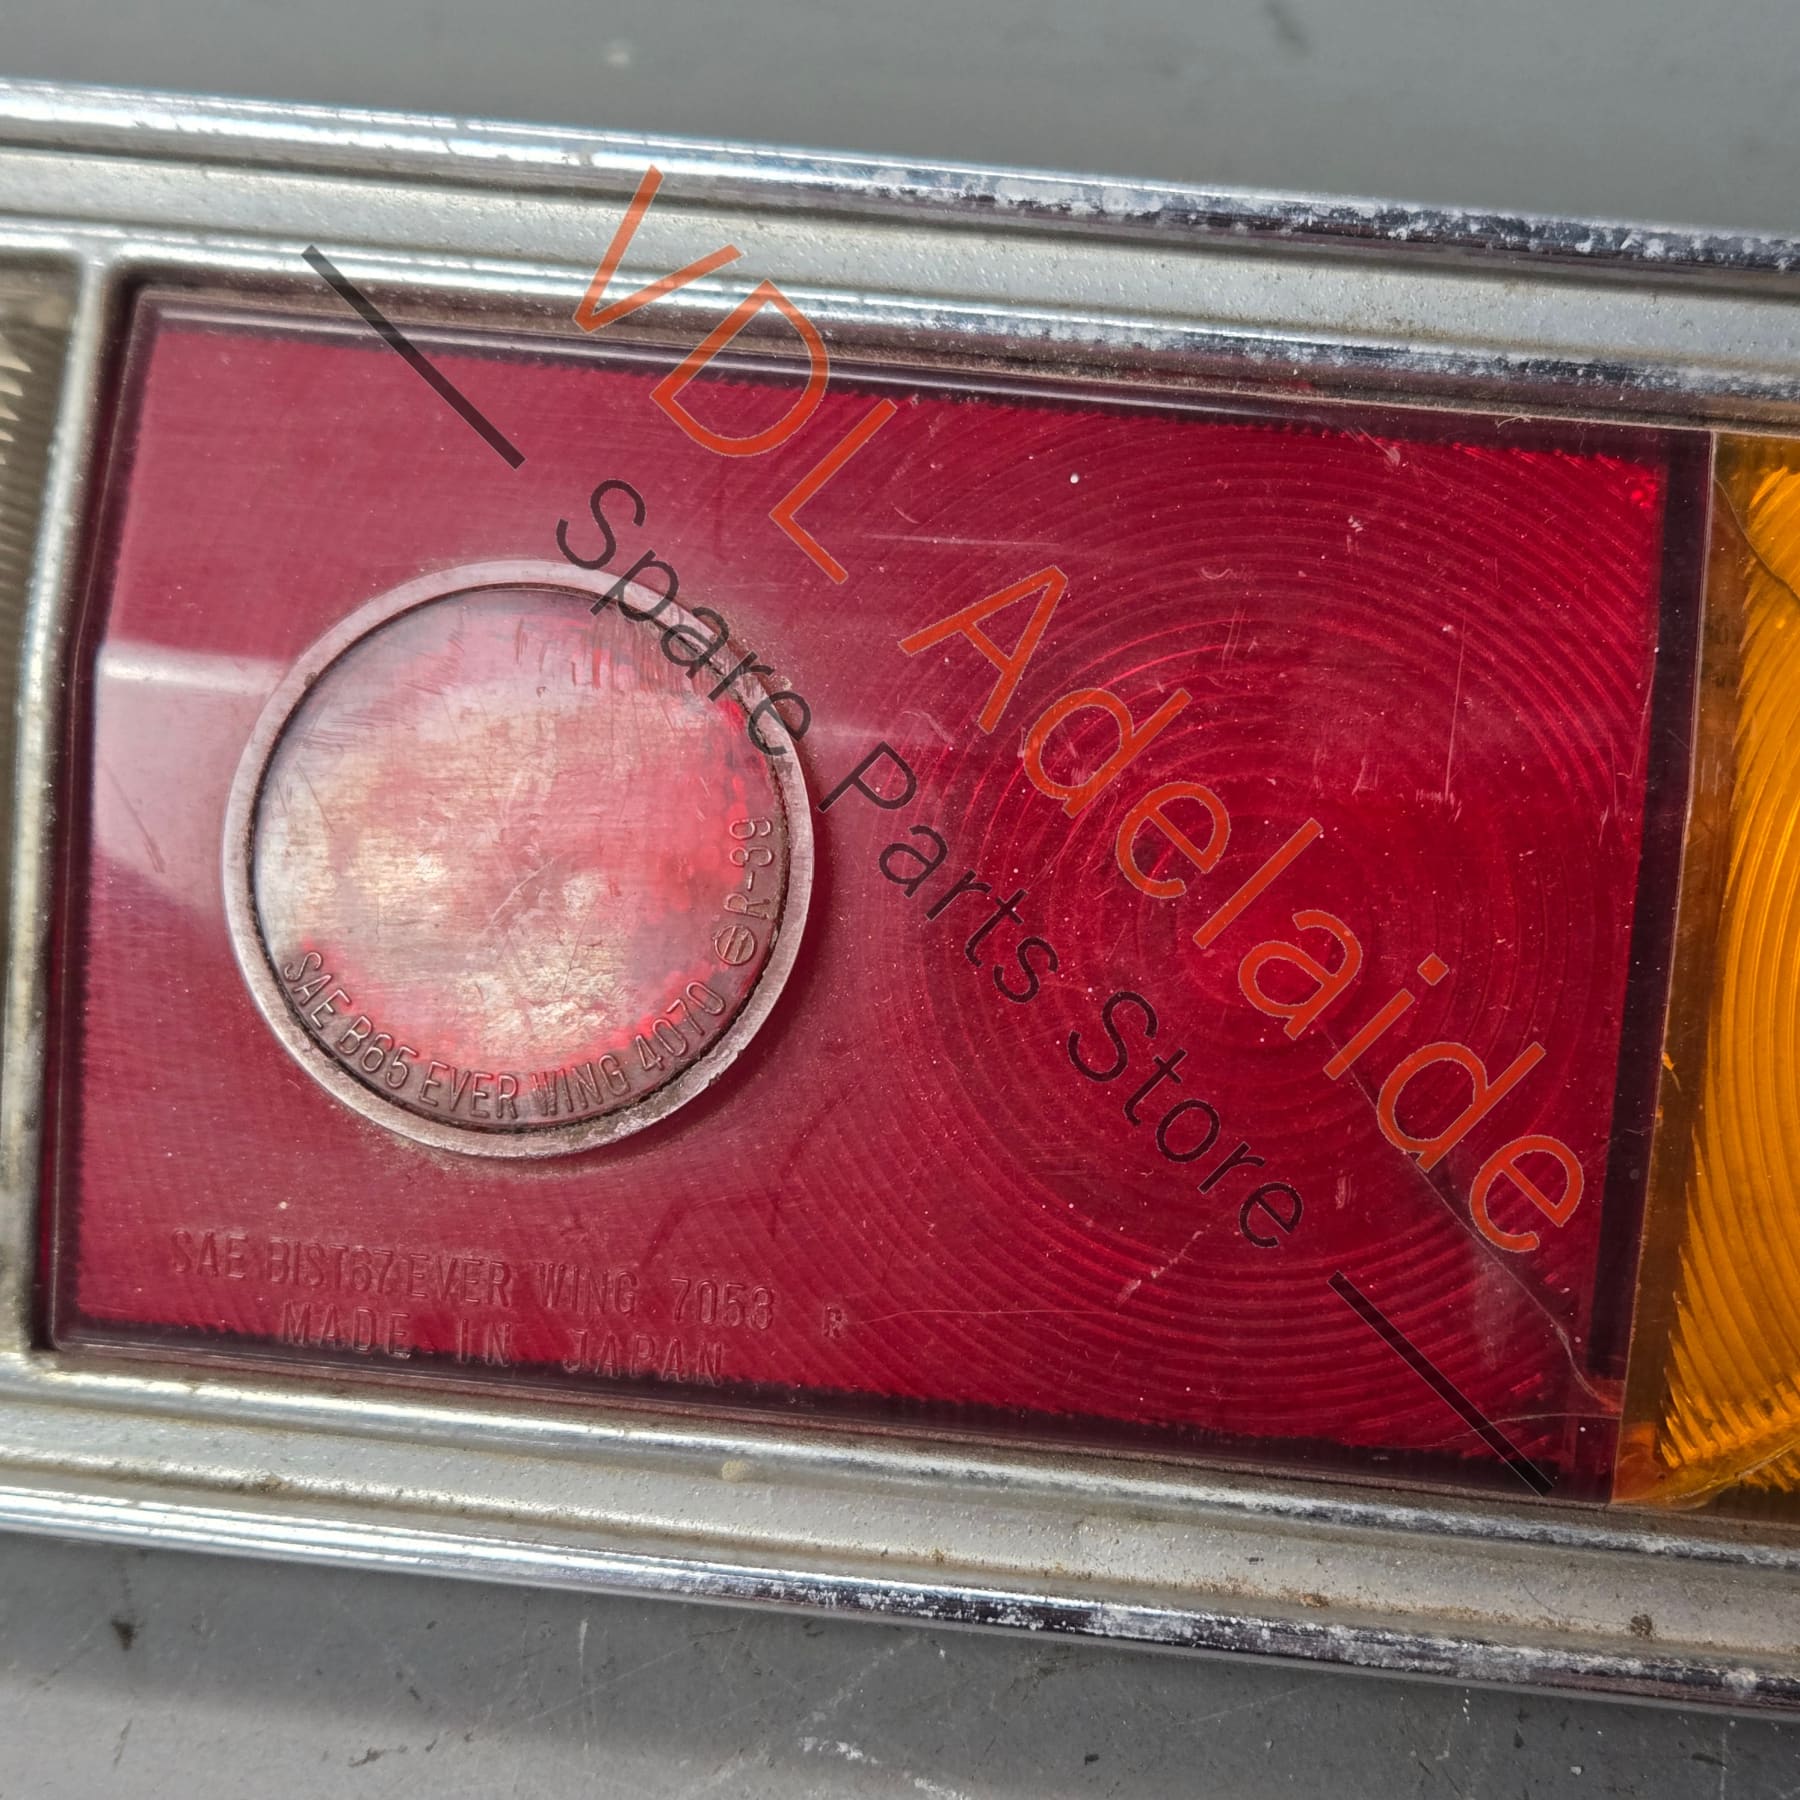 VDL Adelaide
Spare Parts Store
SAE B65 EVER WING 4070 R-39
SAE BIST67 EVER WING 7053 R
MADE IN JAPAN